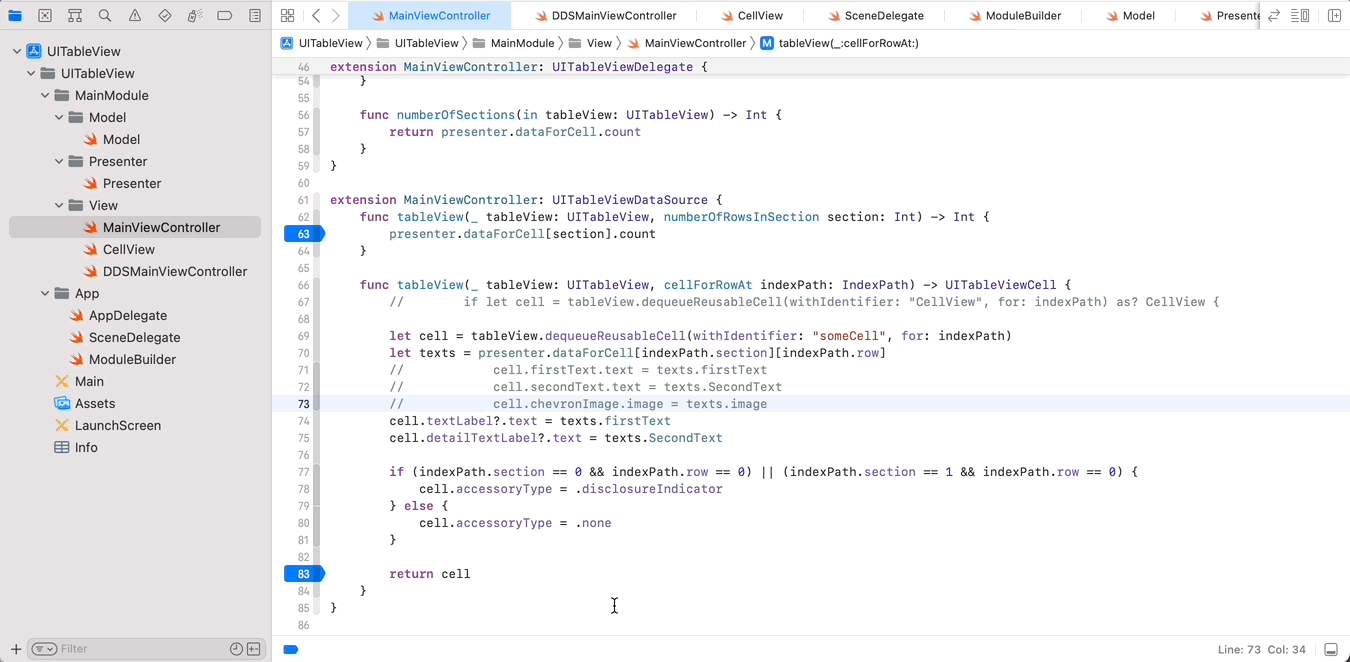 MainViewController
DDSMainViewController
CellView
SceneDelegate
ModuleBuilder
Model
Presente
UITableView
UITableView
MainModule
Model
Model
Presenter
Presenter
View
MainViewController
CellView
DDSMainViewController
App
AppDelegate
SceneDelegate
ModuleBuilder
Main
Assets
LaunchScreen
Info
Filter
UITableView 〉 UITableView 〉 MainModule 〉 View 〉 MainViewController 〉 M tableView(_:cellForRowAt:)
46 extension MainViewController: UITableViewDelegate {
54 }
55
56 func numberOfSections(in tableView: UITableView) -> Int {
57 return presenter.dataForCell.count
58 }
59 }
60
61 extension MainViewController: UITableViewDataSource {
62 func tableView(_ tableView: UITableView, numberOfRowsInSection section: Int) -> Int {
63 presenter.dataForCell[section].count
64 }
65
66 func tableView(_ tableView: UITableView, cellForRowAt indexPath: IndexPath) -> UITableViewCell {
67 // if let cell = tableView.dequeueReusableCell(withIdentifier: "CellView", for: indexPath) as? CellView {
68
69 let cell = tableView.dequeueReusableCell(withIdentifier: "someCell", for: indexPath)
70 let texts = presenter.dataForCell[indexPath.section][indexPath.row]
71 // cell.firstText.text = texts.firstText
72 // cell.secondText.text = texts.SecondText
73 // cell.chevronImage.image = texts.image
74 cell.textLabel?.text = texts.firstText
75 cell.detailTextLabel?.text = texts.SecondText
76
77 if (indexPath.section == 0 && indexPath.row == 0) || (indexPath.section == 1 && indexPath.row == 0) {
78 cell.accessoryType = .disclosureIndicator
79 } else {
80 cell.accessoryType = .none
81 }
82
83 return cell
84 }
85 }
86
Line: 73 Col: 34